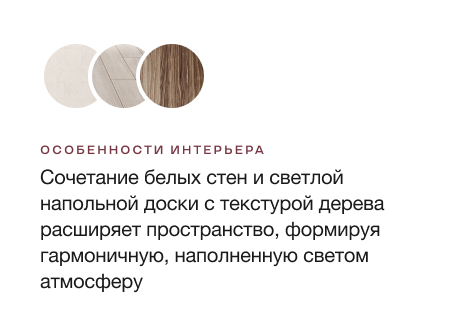 ОСОБЕННОСТИ ИНТЕРЬЕРА
Сочетание белых стен и светлой
напольной доски с текстурой дерева
расширяет пространство, формируя
гармоничную, наполненную светом
атмосферу